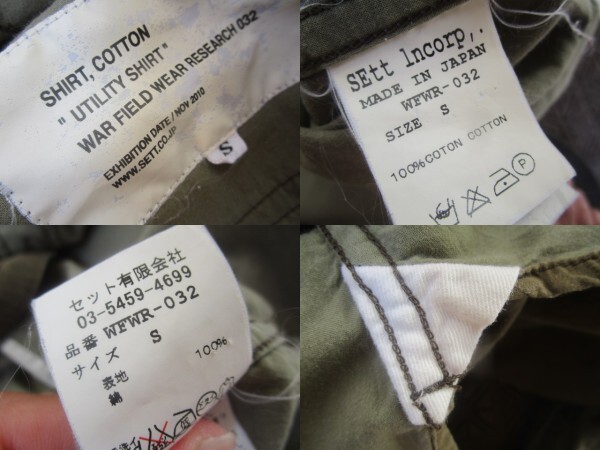 SHIRT, COTTON
" UTILITY SHIRT "
WAR FIELD WEAR RESEARCH 032
EXHIBITION DATE / NOV 2010
WWW.SETT.CO.JP
S
SEtt lncorp,.
MADE IN JAPAN
WFWR-032
SIZE S
100%COTON COTTON
P
セット有限会社
03-5459-4699
品番 WFWR-032
サイズ S
表地
綿 100%